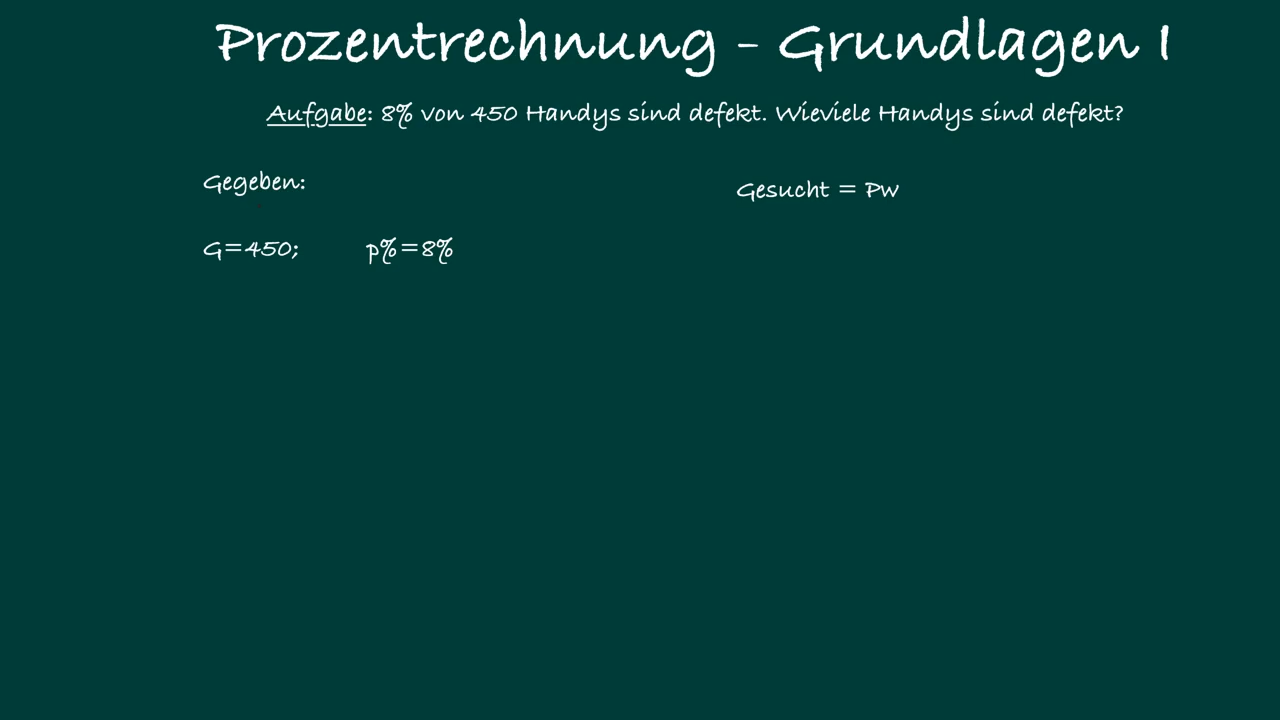 Prozentrechnung - Grundlagen I
Aufgabe: 8% von 450 Handys sind defekt. Wieviele Handys sind defekt?
Gegeben:
Gesucht = Pw
G=450; p%=8%